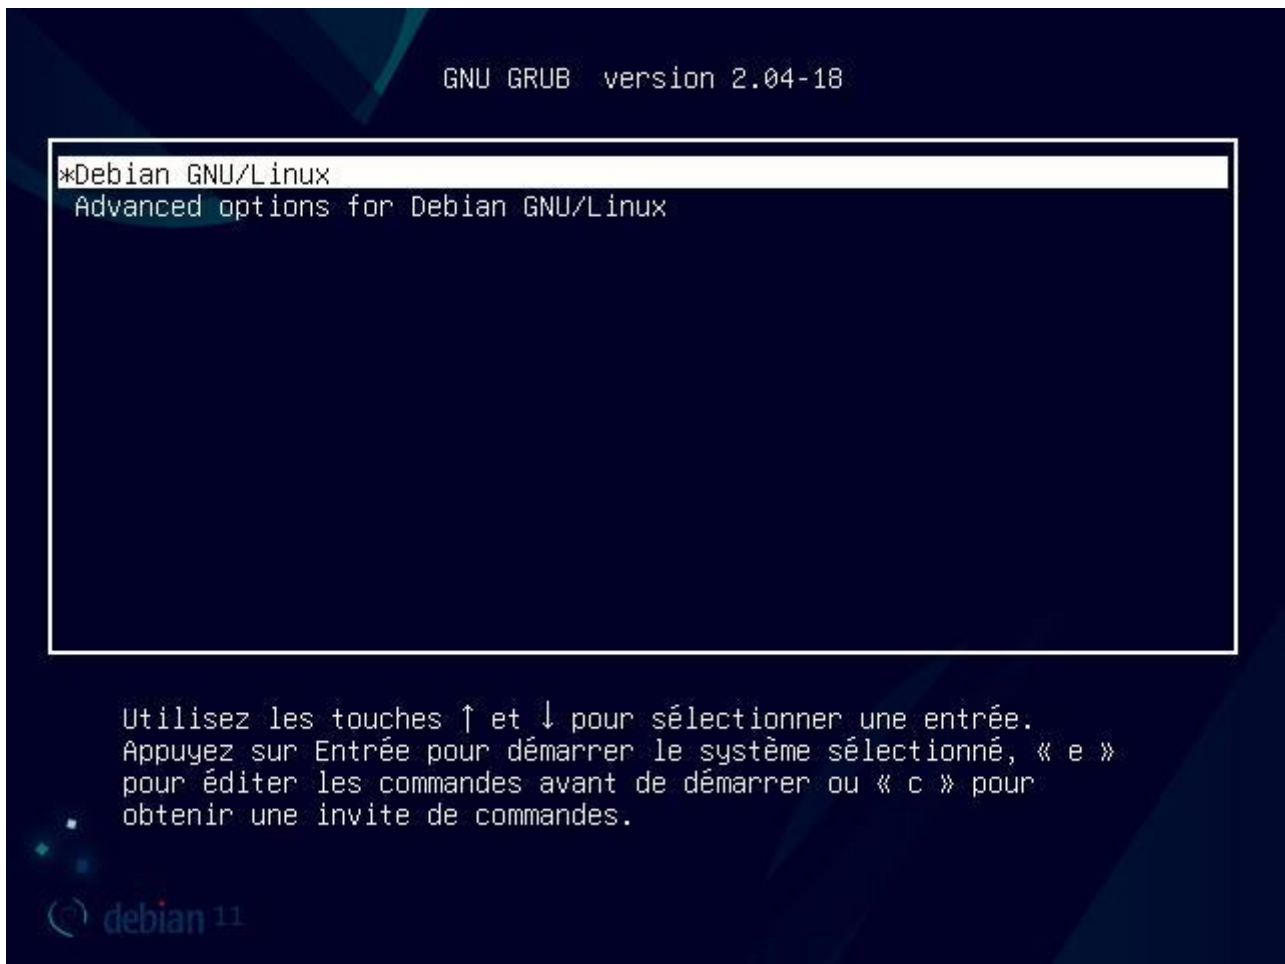 GNU GRUB  version 2.04-18
*Debian GNU/Linux
Advanced options for Debian GNU/Linux
Utilisez les touches ↑ et ↓ pour sélectionner une entrée.
Appuyez sur Entrée pour démarrer le système sélectionné, « e »
pour éditer les commandes avant de démarrer ou « c » pour
obtenir une invite de commandes.
debian 11